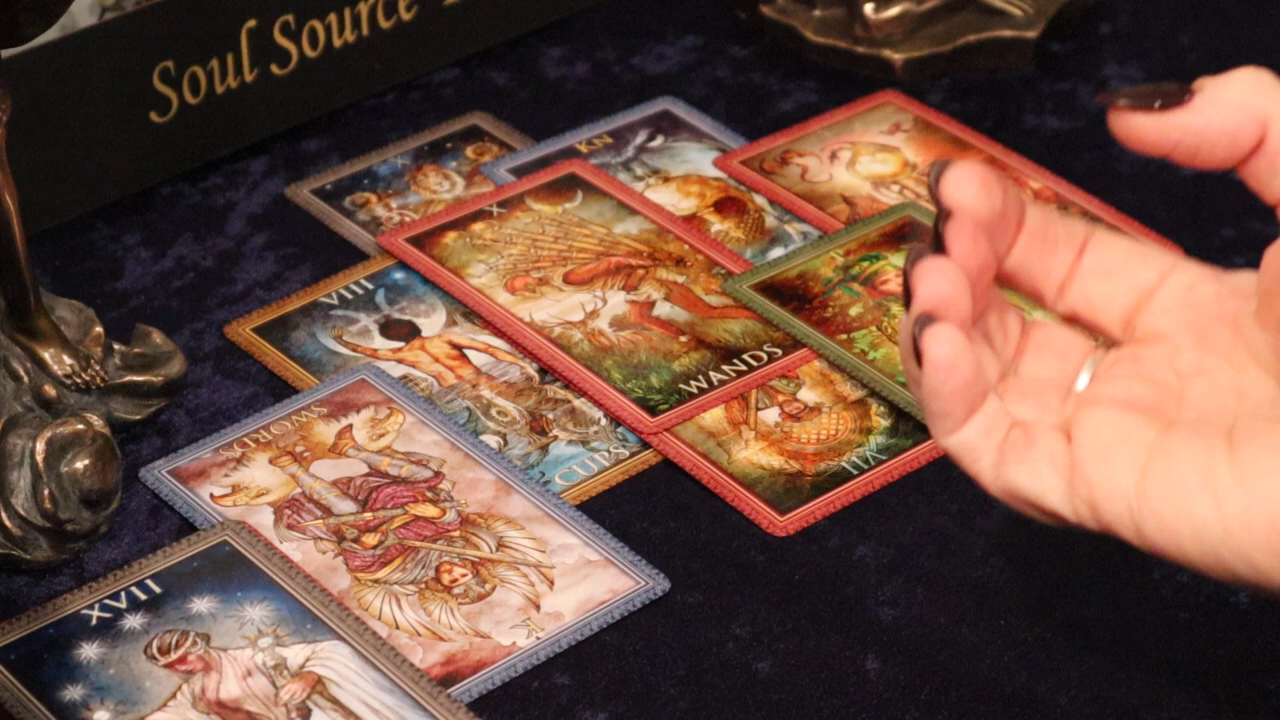 Soul Source
X
KN
X
WANDS
VIII
CUPS
VII
SWORDS
K
XVII